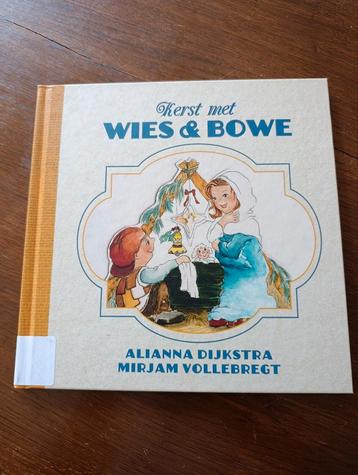 Kerst met
WIES & BOWE
ALIANNA DIJKSTRA
MIRJAM VOLLEBREGT